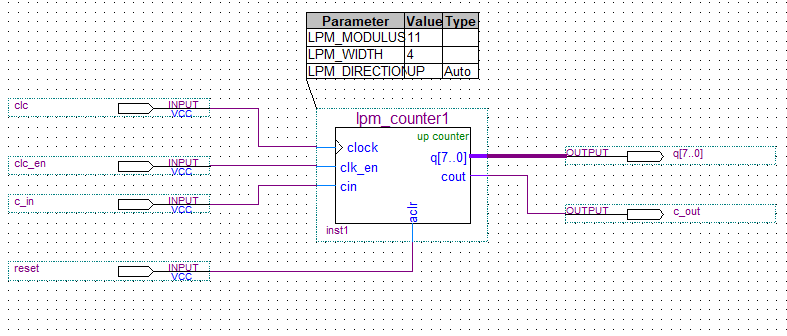 Parameter Value Type
LPM_MODULUS 11
LPM_WIDTH 4
LPM_DIRECTION UP Auto
lpm_counter1
up counter
clc INPUT
VCC
clock
q[7..0] OUTPUT q[7..0]
clc_en INPUT
VCC
clk_en
cout
c_in INPUT
VCC
cin
OUTPUT c_out
aclr
inst1
reset INPUT
VCC